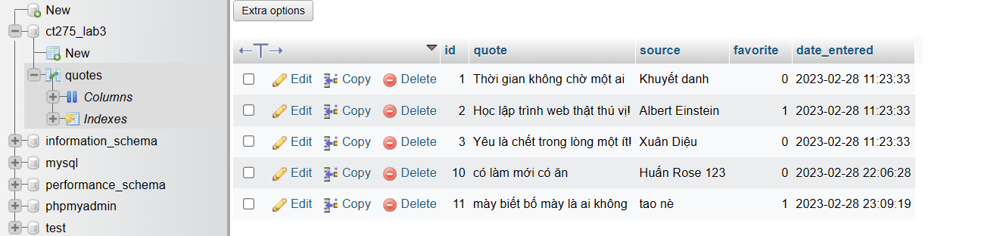 New
ct275_lab3
New
quotes
Columns
Indexes
information_schema
mysql
performance_schema
phpmyadmin
test
Extra options
id quote source favorite date_entered
Edit Copy Delete 1 Thời gian không chờ một ai Khuyết danh 0 2023-02-28 11:23:33
Edit Copy Delete 2 Học lập trình web thật thú vị! Albert Einstein 1 2023-02-28 11:23:33
Edit Copy Delete 3 Yêu là chết trong lòng một ít! Xuân Diệu 0 2023-02-28 11:23:33
Edit Copy Delete 10 có làm mới có ăn Huấn Rose 123 0 2023-02-28 22:06:28
Edit Copy Delete 11 mày biết bố mày là ai không tao nè 1 2023-02-28 23:09:19